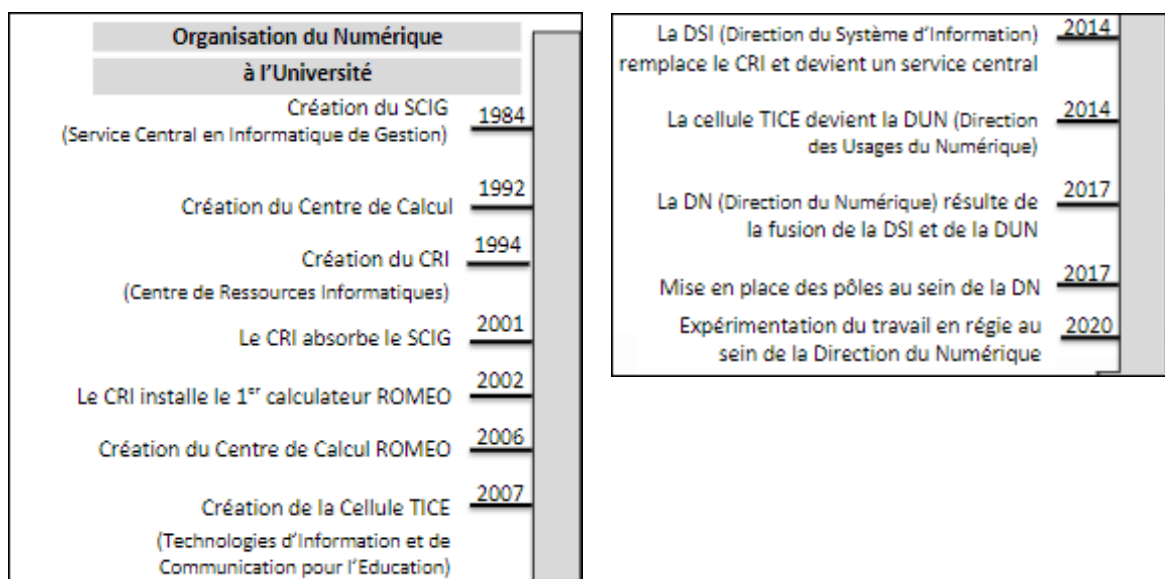 Organisation du Numérique
à l'Université
Création du SCIG 1984
(Service Central en Informatique de Gestion)
1992
Création du Centre de Calcul
1994
Création du CRI
(Centre de Ressources Informatiques)
Le CRI absorbe le SCIG 2001
2002
Le CRI installe le 1er calculateur ROMEO
2006
Création du Centre de Calcul ROMEO
2007
Création de la Cellule TICE
(Technologies d'Information et de
Communication pour l'Education)
La DSI (Direction du Système d'Information) 2014
remplace le CRI et devient un service central
La cellule TICE devient la DUN (Direction 2014
des Usages du Numérique)
La DN (Direction du Numérique) résulte de 2017
la fusion de la DSI et de la DUN
2017
Mise en place des pôles au sein de la DN
Expérimentation du travail en régie au 2020
sein de la Direction du Numérique